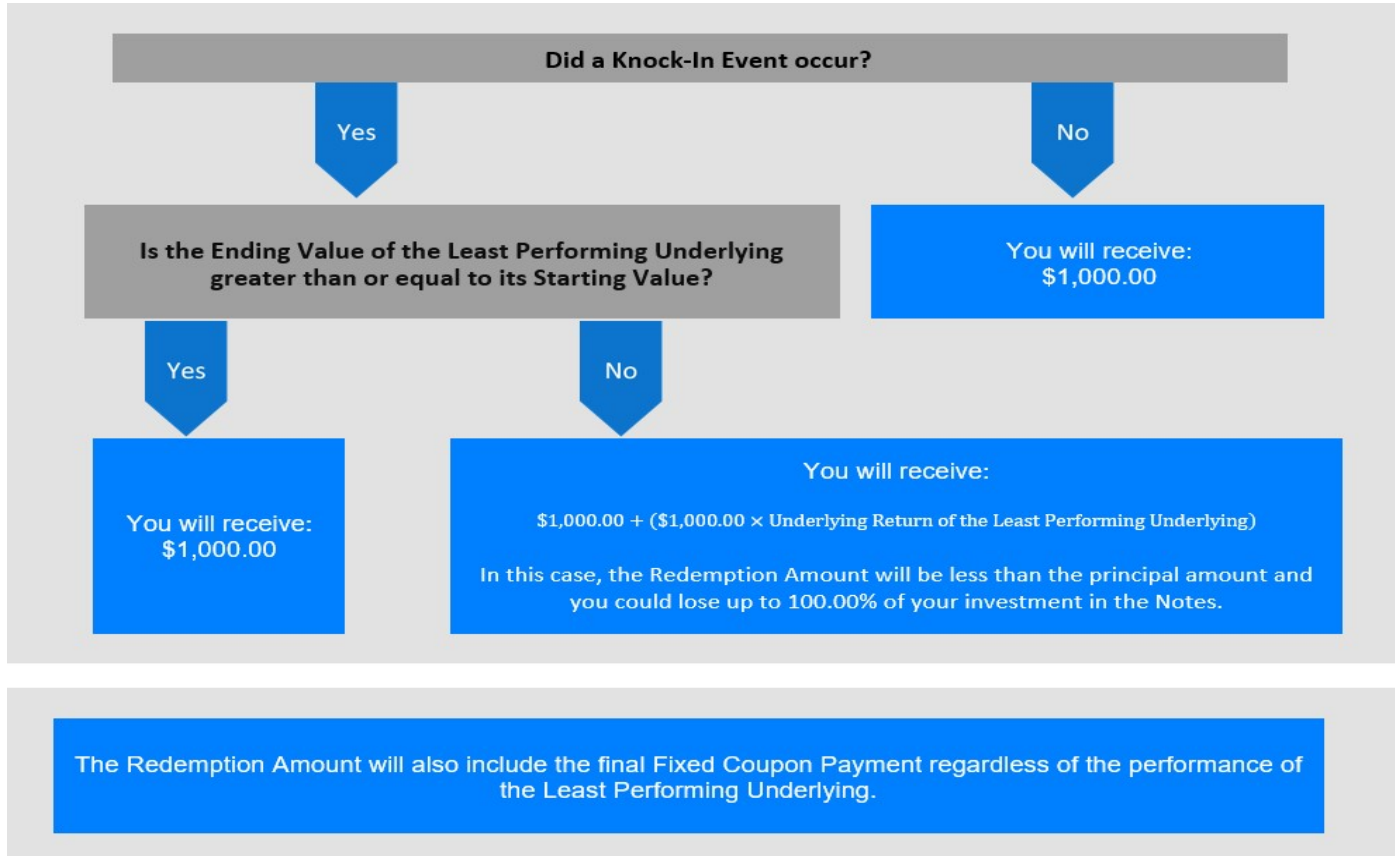 Did a Knock-In Event occur?
Yes
No
Is the Ending Value of the Least Performing Underlying
greater than or equal to its Starting Value?
You will receive:
$1,000.00
Yes
No
You will receive:
$1,000.00
You will receive:
$1,000.00 + ($1,000.00 × Underlying Return of the Least Performing Underlying)
In this case, the Redemption Amount will be less than the principal amount and
you could lose up to 100.00% of your investment in the Notes.
The Redemption Amount will also include the final Fixed Coupon Payment regardless of the performance of
the Least Performing Underlying.